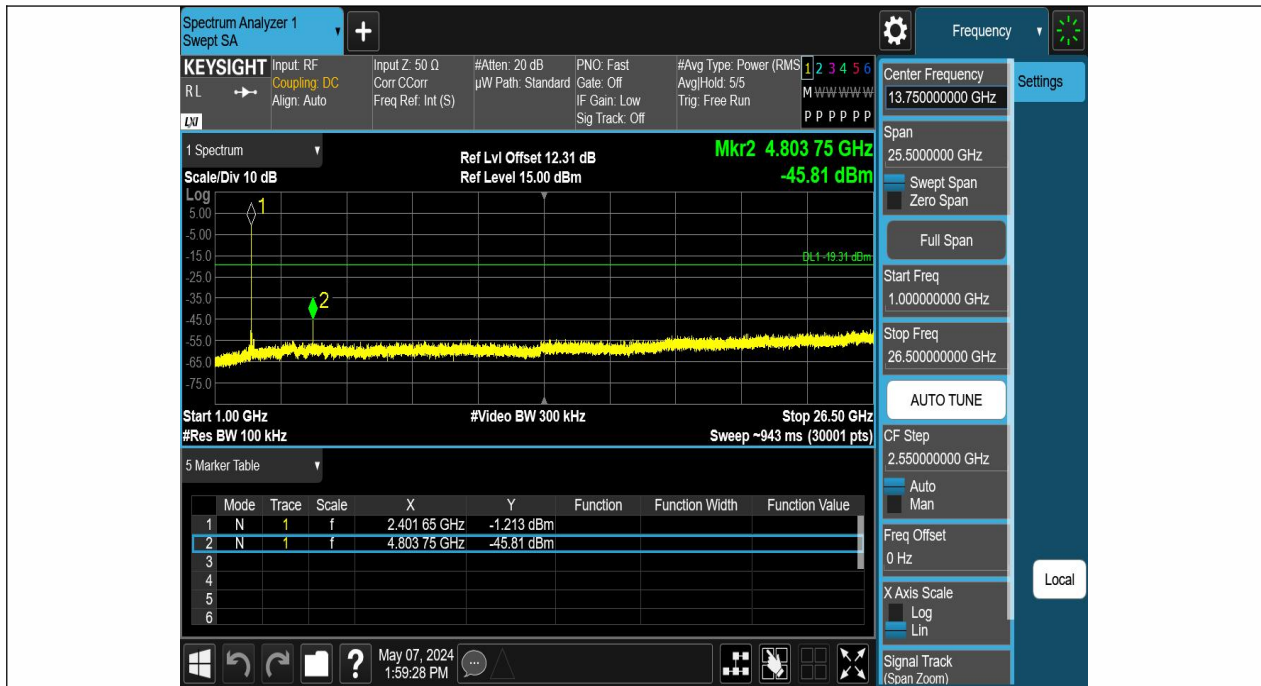 Spectrum Analyzer 1
Swept SA
+
Frequency
KEYSIGHT
RL
LXI
Input: RF
Coupling: DC
Align: Auto
Input Z: 50 Ω
Corr CCorr
Freq Ref: Int (S)
#Atten: 20 dB
µW Path: Standard
PNO: Fast
Gate: Off
IF Gain: Low
Sig Track: Off
#Avg Type: Power (RMS
Avg|Hold: 5/5
Trig: Free Run
1 2 3 4 5 6
M W W W W W
P P P P P P
Center Frequency
13.750000000 GHz
Settings
Span
25.5000000 GHz
Swept Span
Zero Span
Full Span
Start Freq
1.000000000 GHz
Stop Freq
26.500000000 GHz
AUTO TUNE
CF Step
2.550000000 GHz
Auto
Man
Freq Offset
0 Hz
X Axis Scale
Log
Lin
Signal Track
(Span Zoom)
Local
1 Spectrum
Scale/Div 10 dB
Ref Lvl Offset 12.31 dB
Ref Level 15.00 dBm
Mkr2 4.803 75 GHz
-45.81 dBm
Log
5.00
-5.00
-15.0
-25.0
-35.0
-45.0
-55.0
-65.0
-75.0
1
2
DL1 -19.31 dBm
Start 1.00 GHz
#Video BW 300 kHz
Stop 26.50 GHz
#Res BW 100 kHz
Sweep ~943 ms (30001 pts)
5 Marker Table
Mode Trace Scale X Y Function Function Width Function Value
1 N 1 f 2.401 65 GHz -1.213 dBm
2 N 1 f 4.803 75 GHz -45.81 dBm
3
4
5
6
?
May 07, 2024
1:59:28 PM